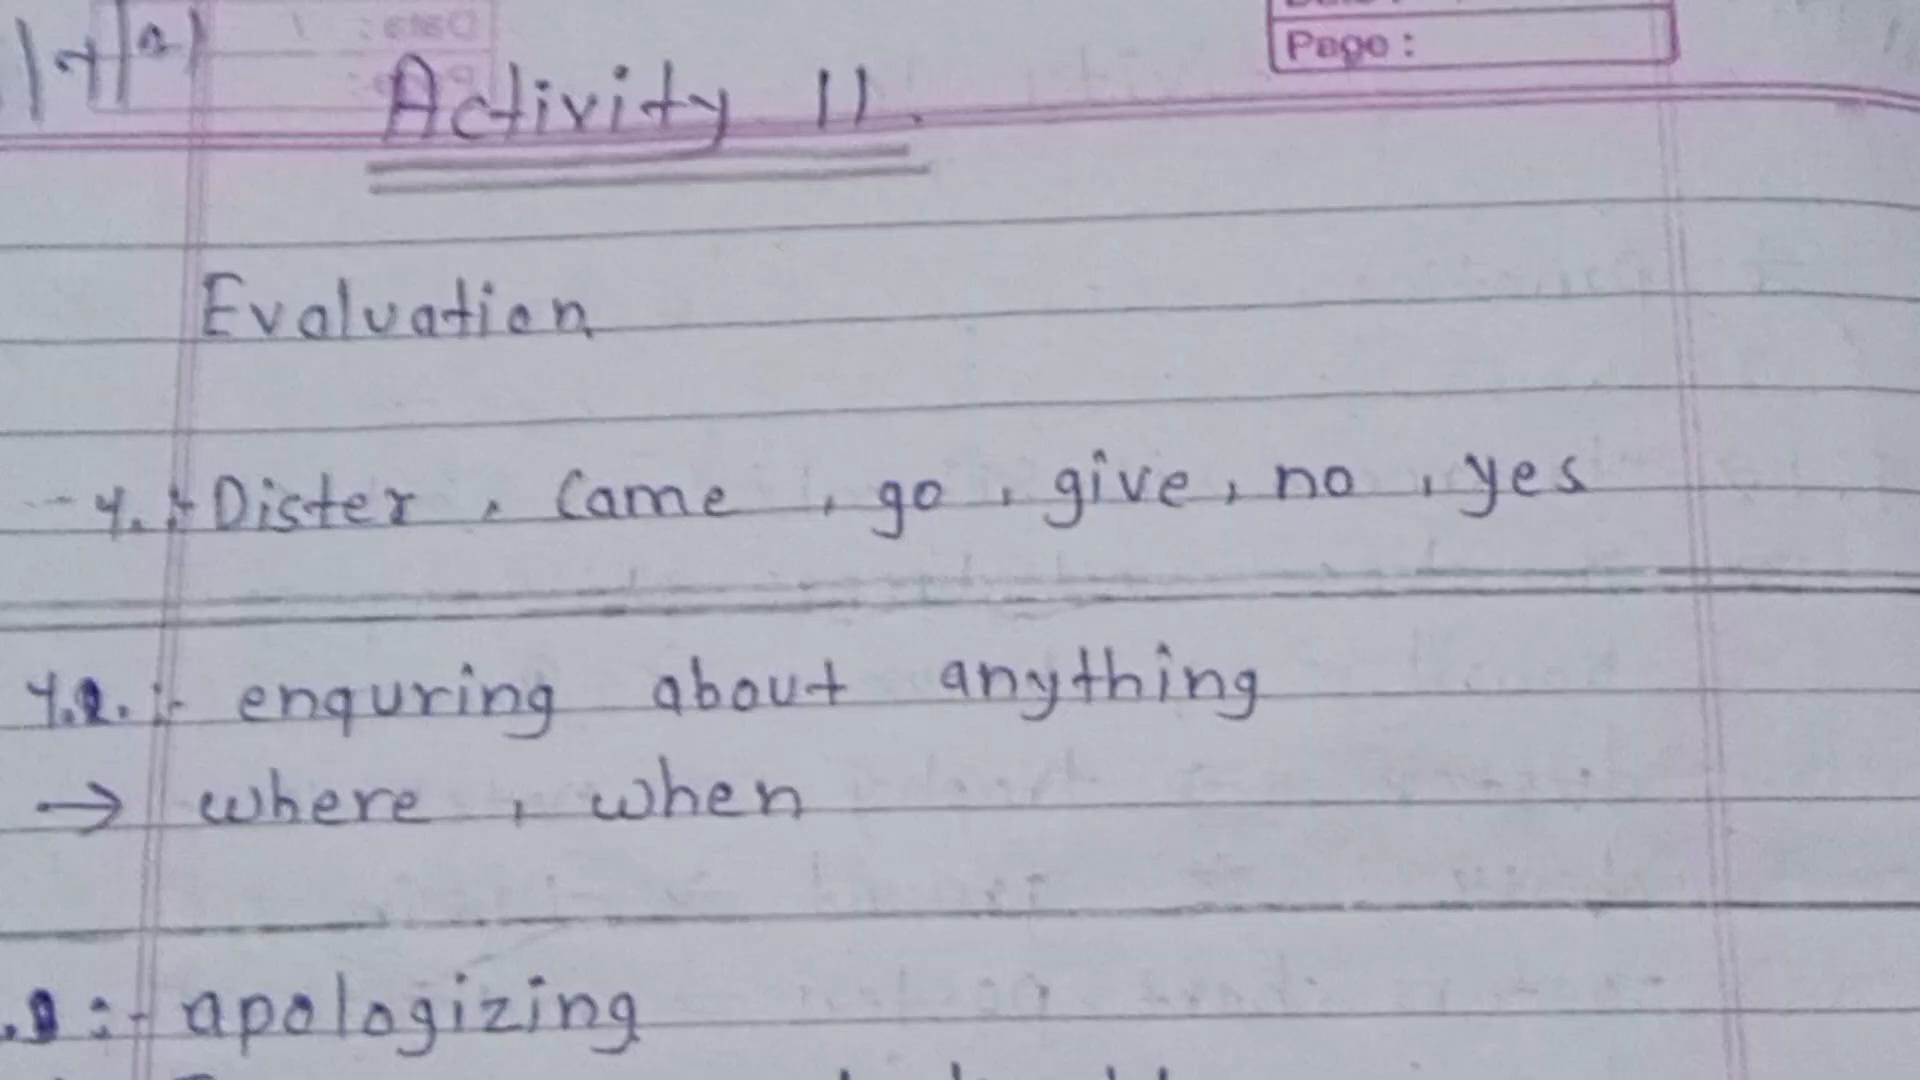 Page :
Activity 11.
Evaluation
4. :- Dister, Came, go, give, no, yes
4.2. :- enquring about anything
→ where, when
:- apologizing